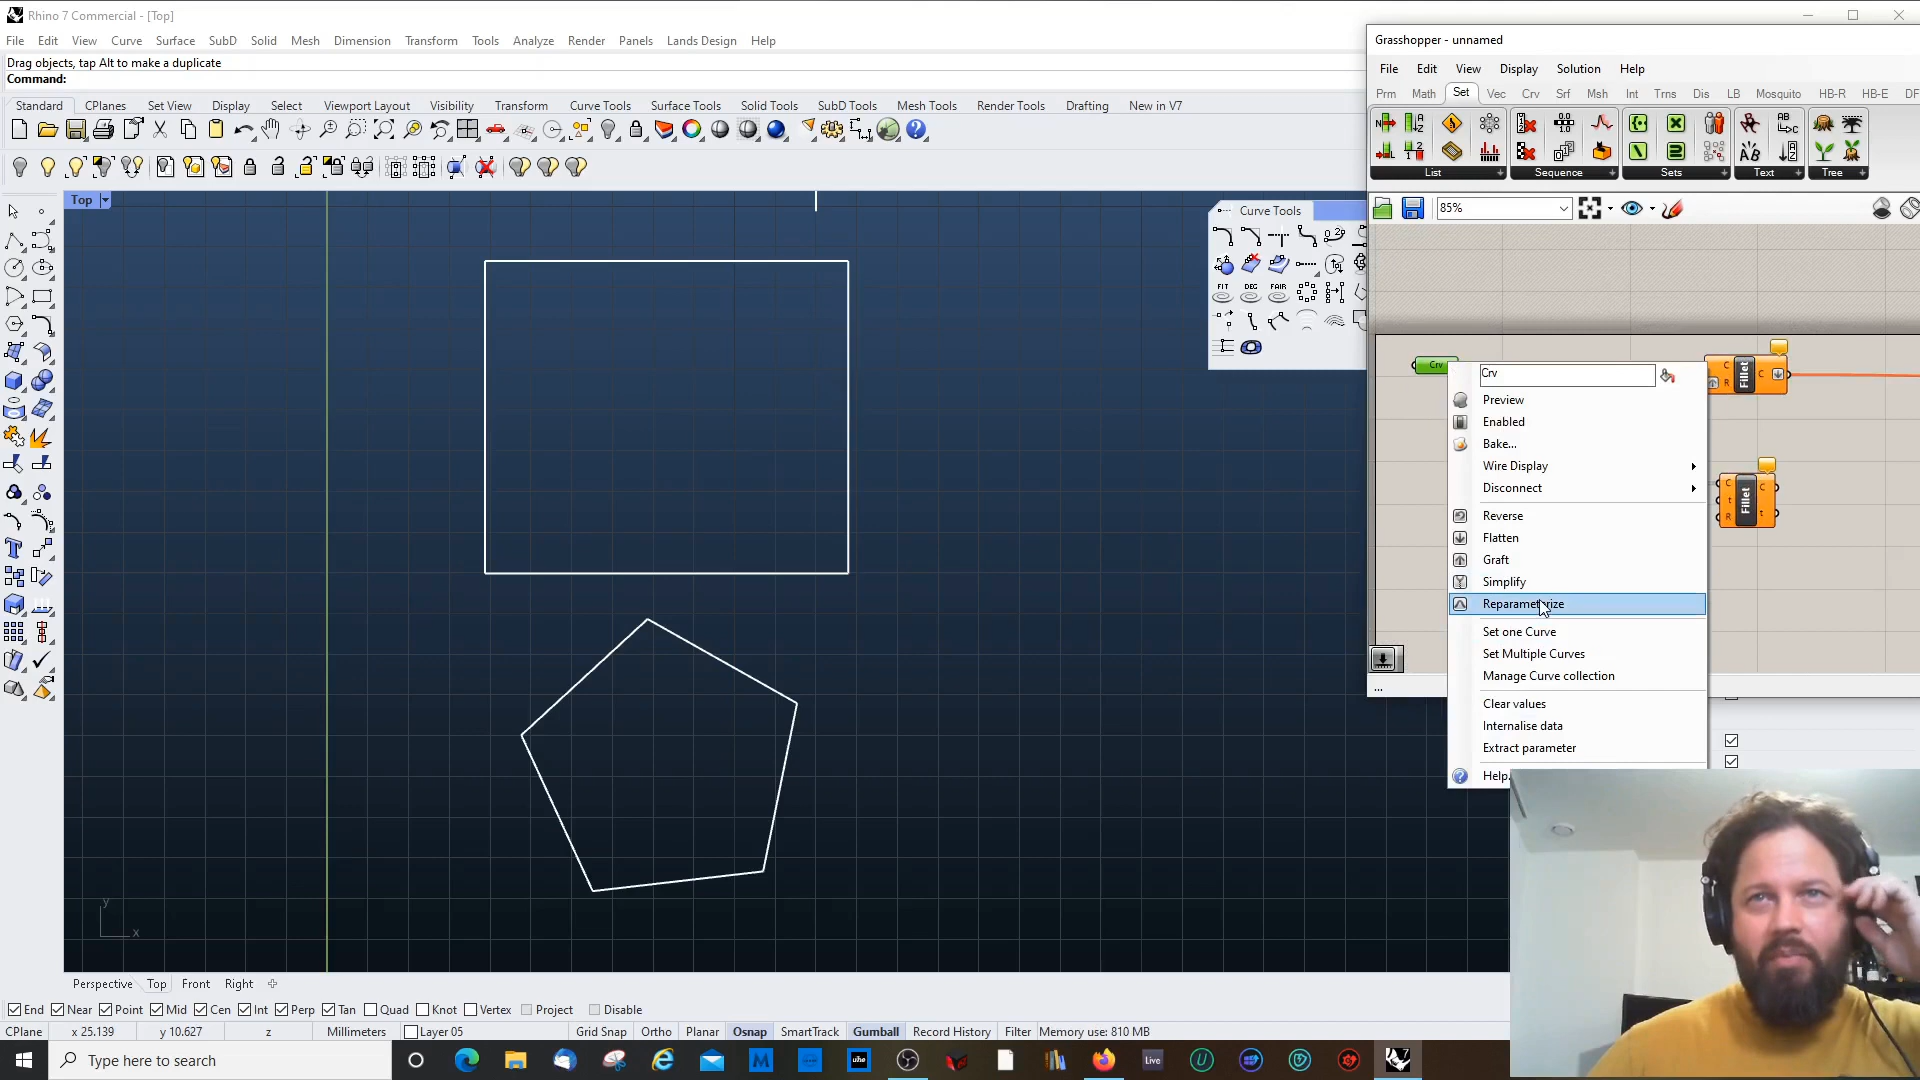 Rhino 7 Commercial - [Top]
File Edit View Curve Surface SubD Solid Mesh Dimension Transform Tools Analyze Render Panels Lands Design Help
Drag objects, tap Alt to make a duplicate
Command:
Standard CPlanes Set View Display Select Viewport Layout Visibility Transform Curve Tools Surface Tools Solid Tools SubD Tools Mesh Tools Render Tools Drafting New in V7
Top
Curve Tools
FIT DEG FAIR
y
x
Perspective Top Front Right
End Near Point Mid Cen Int Perp Tan Quad Knot Vertex Project Disable
CPlane x 25.139 y 10.627 z Millimeters Layer 05 Grid Snap Ortho Planar Osnap SmartTrack Gumball Record History Filter Memory use: 810 MB
Type here to search
Live
Grasshopper - unnamed
File Edit View Display Solution Help
Prm Math Set Vec Crv Srf Msh Int Trns Dis LB Mosquito HB-R HB-E DF
List Sequence Sets Text Tree
85%
Crv
C
R
Fillet
C
C
t
R
Fillet
C
t
Crv
Preview
Enabled
Bake...
Wire Display
Disconnect
Reverse
Flatten
Graft
Simplify
Reparameterize
Set one Curve
Set Multiple Curves
Manage Curve collection
Clear values
Internalise data
Extract parameter
Help
...